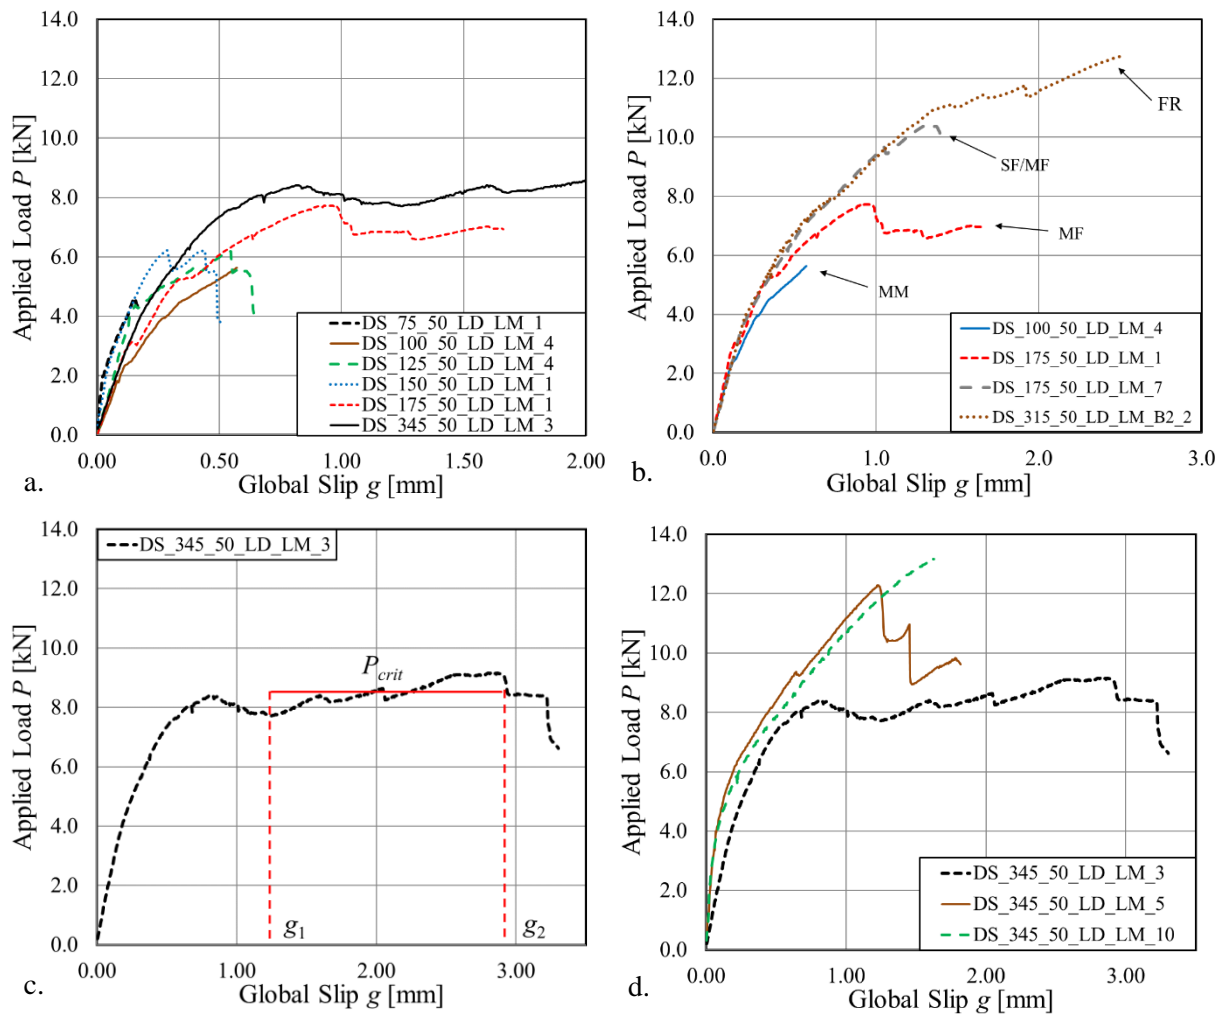 14.0
12.0
10.0
8.0
6.0
4.0
2.0
0.0
Applied Load P [kN]
DS_75_50_LD_LM_1
DS_100_50_LD_LM_4
DS_125_50_LD_LM_4
DS_150_50_LD_LM_1
DS_175_50_LD_LM_1
DS_345_50_LD_LM_3
0.00 0.50 1.00 1.50 2.00
Global Slip g [mm]
a.
14.0
12.0
10.0
8.0
6.0
4.0
2.0
0.0
Applied Load P [kN]
FR
SF/MF
MF
MM
DS_100_50_LD_LM_4
DS_175_50_LD_LM_1
DS_175_50_LD_LM_7
DS_315_50_LD_LM_B2_2
0.0 1.0 2.0 3.0
Global Slip g [mm]
b.
14.0
12.0
10.0
8.0
6.0
4.0
2.0
0.0
Applied Load P [kN]
DS_345_50_LD_LM_3
Pcrit
g1 g2
0.00 1.00 2.00 3.00
Global Slip g [mm]
c.
14.0
12.0
10.0
8.0
6.0
4.0
2.0
0.0
Applied Load P [kN]
DS_345_50_LD_LM_3
DS_345_50_LD_LM_5
DS_345_50_LD_LM_10
0.00 1.00 2.00 3.00
Global Slip g [mm]
d.